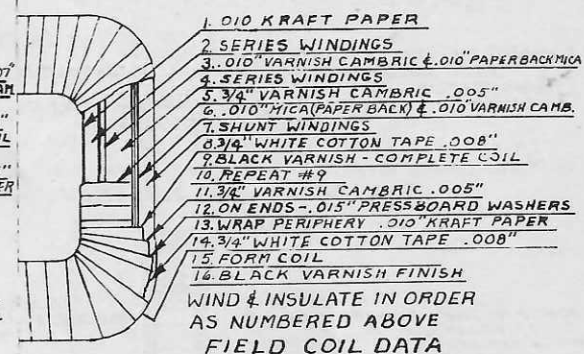 1. 010 KRAFT PAPER
2. SERIES WINDINGS
3. .010" VARNISH CAMBRIC & .010" PAPERBACK MICA
4. SERIES WINDINGS
5. 3/4" VARNISH CAMBRIC .005"
6. .010" MICA (PAPER BACK) & .010" VARNISH CAMB.
7. SHUNT WINDINGS
8. 3/4" WHITE COTTON TAPE .008"
9. BLACK VARNISH - COMPLETE COIL
10. REPEAT #9
11. 3/4" VARNISH CAMBRIC .005"
12. ON ENDS - .015" PRESSBOARD WASHERS
13. WRAP PERIPHERY .010" KRAFT PAPER
14. 3/4" WHITE COTTON TAPE .008"
15. FORM COIL
16. BLACK VARNISH FINISH
WIND & INSULATE IN ORDER
AS NUMBERED ABOVE
FIELD COIL DATA